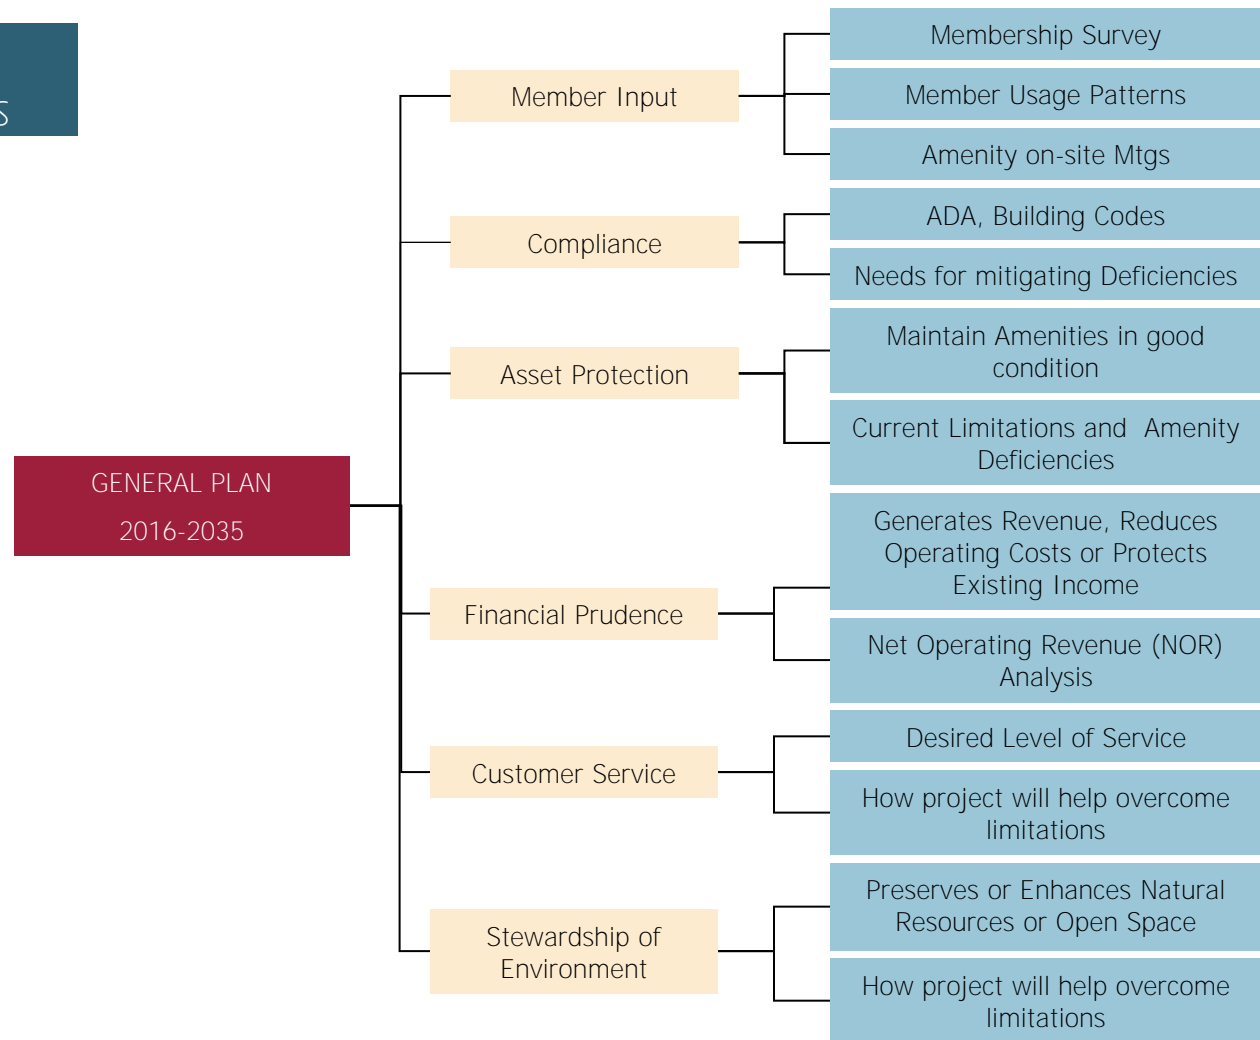 S
GENERAL PLAN
2016-2035
Member Input
Membership Survey
Member Usage Patterns
Amenity on-site Mtgs
Compliance
ADA, Building Codes
Needs for mitigating Deficiencies
Asset Protection
Maintain Amenities in good
condition
Current Limitations and Amenity
Deficiencies
Financial Prudence
Generates Revenue, Reduces
Operating Costs or Protects
Existing Income
Net Operating Revenue (NOR)
Analysis
Customer Service
Desired Level of Service
How project will help overcome
limitations
Stewardship of
Environment
Preserves or Enhances Natural
Resources or Open Space
How project will help overcome
limitations